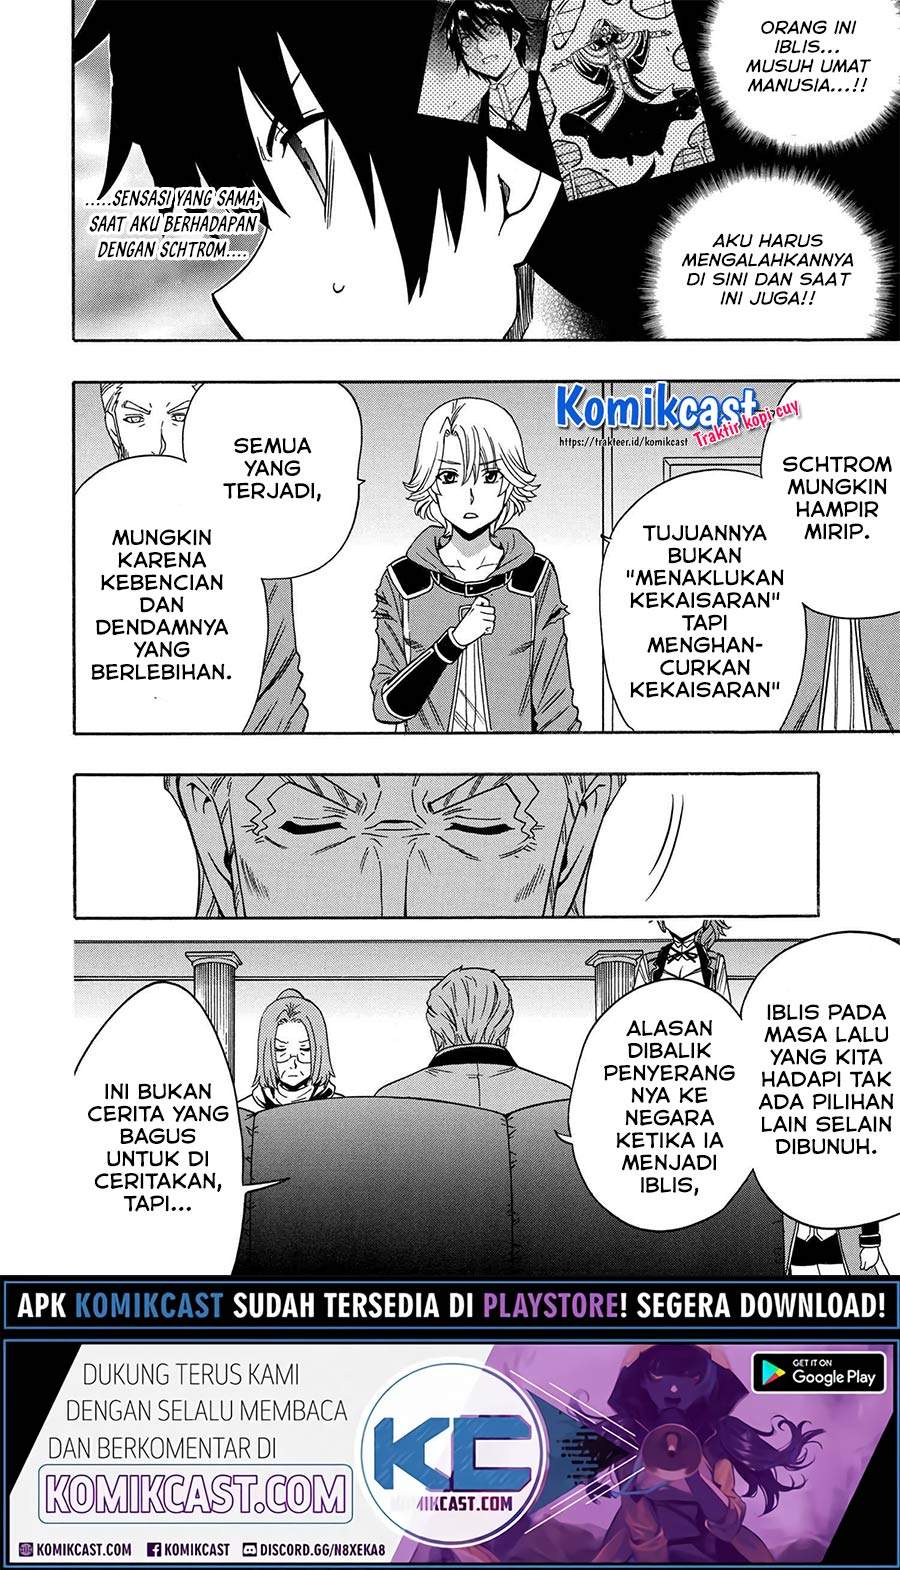 ORANG INI
IBLIS...
MUSUH UMAT
MANUSIA...!!
AKU HARUS
MENGALAHKANNYA
DI SINI DAN SAAT
INI JUGA!!
.....SENSASI YANG SAMA,
SAAT AKU BERHADAPAN
DENGAN SCHTROM....
Komikcast
https://trakteer.id/komikcast
Traktir kopi cuy
SCHTROM
MUNGKIN
HAMPIR
MIRIP.
TUJUANNYA
BUKAN
"MENAKLUKAN
KEKAISARAN"
TAPI
MENGHAN-
CURKAN
KEKAISARAN"
SEMUA
YANG
TERJADI,
MUNGKIN
KARENA
KEBENCIAN
DAN
DENDAMNYA
YANG
BERLEBIHAN.
IBLIS PADA
MASA LALU
YANG KITA
HADAPI TAK
ADA PILIHAN
LAIN SELAIN
DIBUNUH.
ALASAN
DIBALIK
PENYERANG
NYA KE
NEGARA
KETIKA IA
MENJADI
IBLIS,
INI BUKAN
CERITA YANG
BAGUS
UNTUK DI
CERITAKAN,
TAPI...
APK KOMIKCAST SUDAH TERSEDIA DI PLAYSTORE! SEGERA DOWNLOAD!
DUKUNG TERUS KAMI
DENGAN SELALU MEMBACA
DAN BERKOMENTAR DI
KOMIKCAST.COM
KOMIKCAST.COM
KOMIKCAST
DISCORD.GG/N8XEKA8
KC
KOMIKCAST.COM
GET IT ON
Google Play